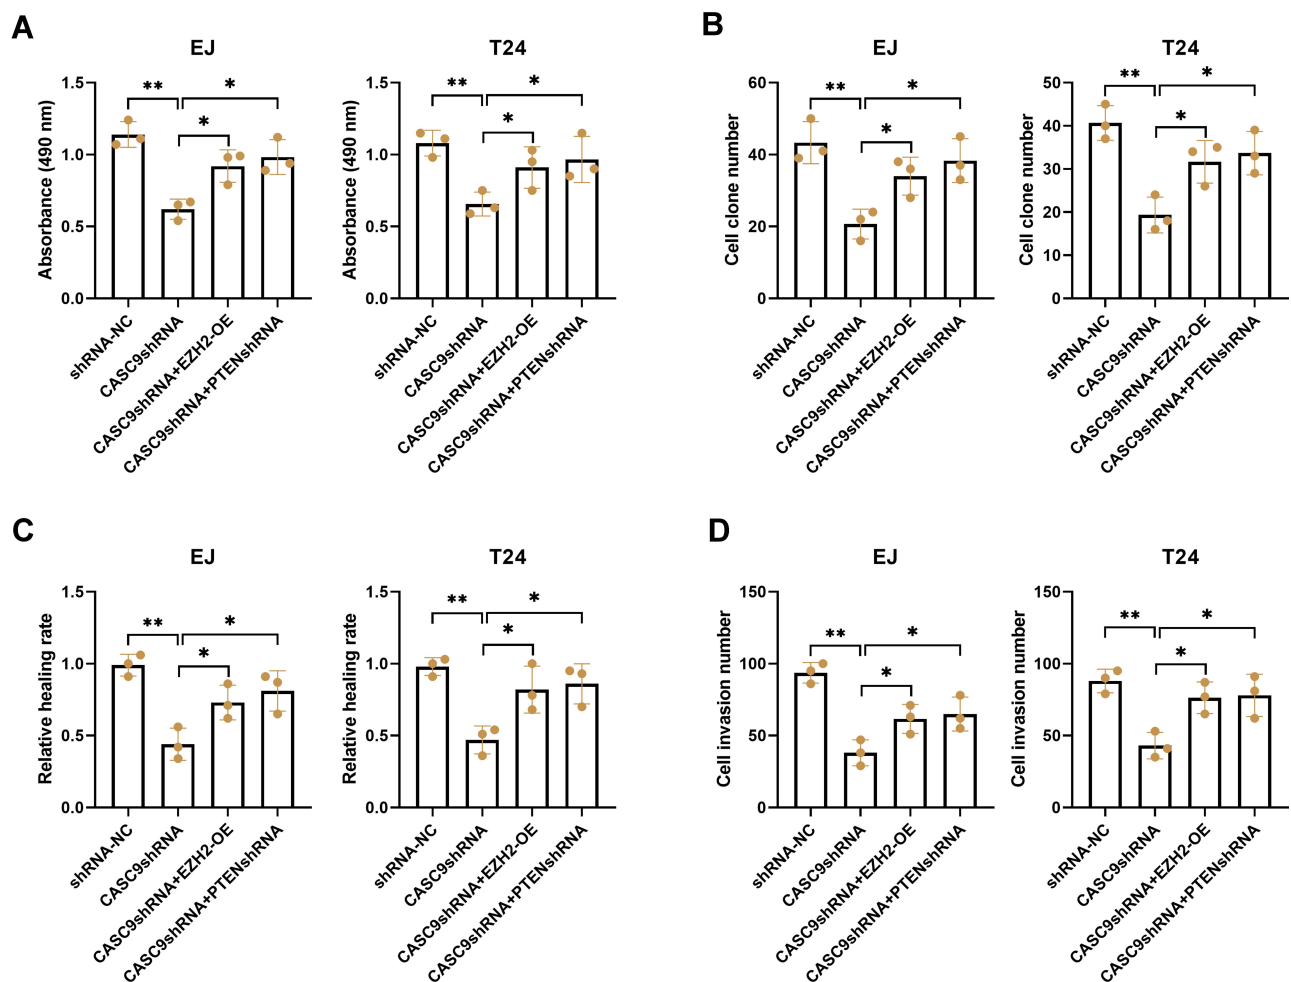 A
EJ
Absorbance (490 nm)
1.5
1.0
0.5
0.0
**
*
*
shRNA-NC
CASC9shRNA
CASC9shRNA+EZH2-OE
CASC9shRNA+PTENshRNA
T24
Absorbance (490 nm)
1.5
1.0
0.5
0.0
**
*
*
shRNA-NC
CASC9shRNA
CASC9shRNA+EZH2-OE
CASC9shRNA+PTENshRNA
B
EJ
Cell clone number
60
40
20
0
**
*
*
shRNA-NC
CASC9shRNA
CASC9shRNA+EZH2-OE
CASC9shRNA+PTENshRNA
T24
Cell clone number
50
40
30
20
10
0
**
*
*
shRNA-NC
CASC9shRNA
CASC9shRNA+EZH2-OE
CASC9shRNA+PTENshRNA
C
EJ
Relative healing rate
1.5
1.0
0.5
0.0
**
*
*
shRNA-NC
CASC9shRNA
CASC9shRNA+EZH2-OE
CASC9shRNA+PTENshRNA
T24
Relative healing rate
1.5
1.0
0.5
0.0
**
*
*
shRNA-NC
CASC9shRNA
CASC9shRNA+EZH2-OE
CASC9shRNA+PTENshRNA
D
EJ
Cell invasion number
150
100
50
0
**
*
*
shRNA-NC
CASC9shRNA
CASC9shRNA+EZH2-OE
CASC9shRNA+PTENshRNA
T24
Cell invasion number
150
100
50
0
**
*
*
shRNA-NC
CASC9shRNA
CASC9shRNA+EZH2-OE
CASC9shRNA+PTENshRNA